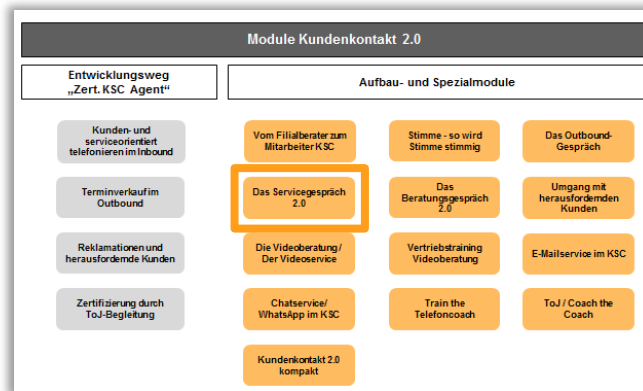 Module Kundenkontakt 2.0
Entwicklungsweg
„Zert. KSC Agent“
Aufbau- und Spezialmodule
Kunden- und
serviceorientiert
telefonieren im Inbound
Terminverkauf im
Outbound
Reklamationen und
herausfordernde Kunden
Zertifizierung durch
ToJ-Begleitung
Vom Filialberater zum
Mitarbeiter KSC
Stimme - so wird
Stimme stimmig
Das Outbound-
Gespräch
Das Servicegespräch
2.0
Das
Beratungsgespräch
2.0
Umgang mit
herausfordernden
Kunden
Die Videoberatung /
Der Videoservice
Vertriebstraining
Videoberatung
E-Mailservice im KSC
Chatservice/
WhatsApp im KSC
Train the
Telefoncoach
ToJ / Coach the
Coach
Kundenkontakt 2.0
kompakt